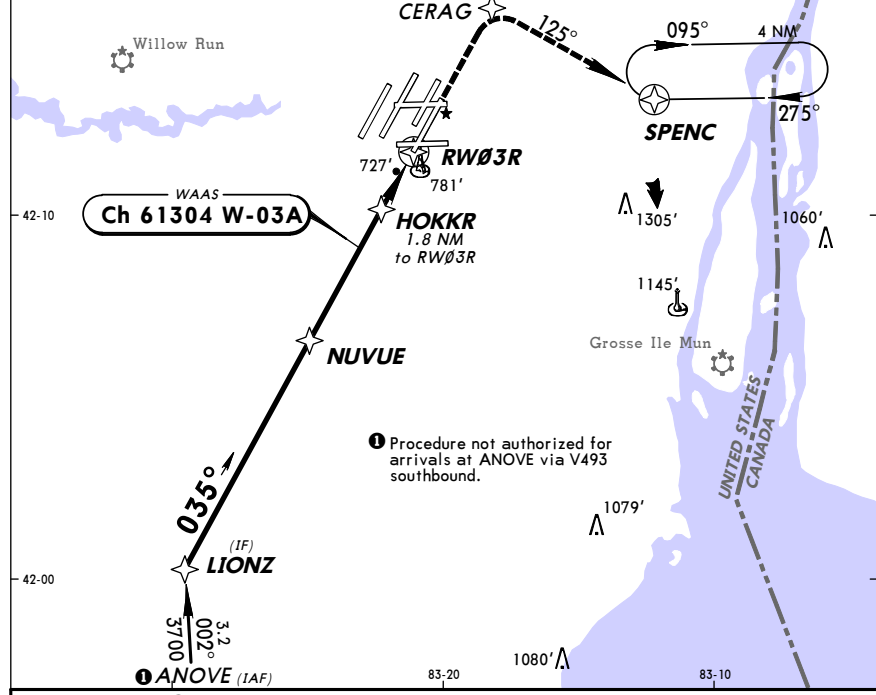 CERAG
125°
095°
4 NM
Willow Run
275°
SPENC
RWØ3R
727'
781'
WAAS
Ch 61304 W-03A
HOKKR
1.8 NM
to RWØ3R
42-10
1305'
1060'
1145'
Grosse Ile Mun
NUVUE
1 Procedure not authorized for
arrivals at ANOVE via V493
southbound.
UNITED STATES
CANADA
035°
1079'
(IF)
LIONZ
42-00
3.2
002°
3700
1 ANOVE (IAF)
83-20
1080'
83-10